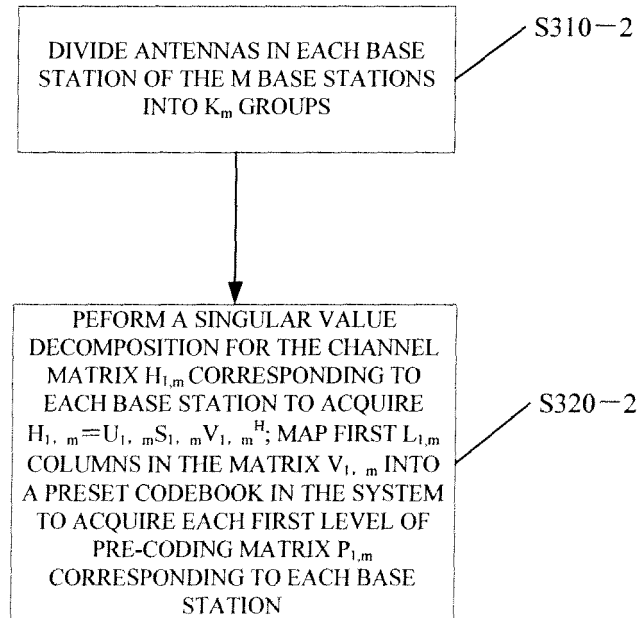 DIVIDE ANTENNAS IN EACH BASE
STATION OF THE M BASE STATIONS
INTO Kₘ GROUPS
S310-2
PEFORM A SINGULAR VALUE
DECOMPOSITION FOR THE CHANNEL
MATRIX H₁,ₘ CORRESPONDING TO
EACH BASE STATION TO ACQUIRE
H₁, ₘ=U₁, ₘS₁, ₘV₁, ₘᴴ; MAP FIRST L₁,ₘ
COLUMNS IN THE MATRIX V₁, ₘ INTO
A PRESET CODEBOOK IN THE SYSTEM
TO ACQUIRE EACH FIRST LEVEL OF
PRE-CODING MATRIX P₁,ₘ
CORRESPONDING TO EACH BASE
STATION
S320-2